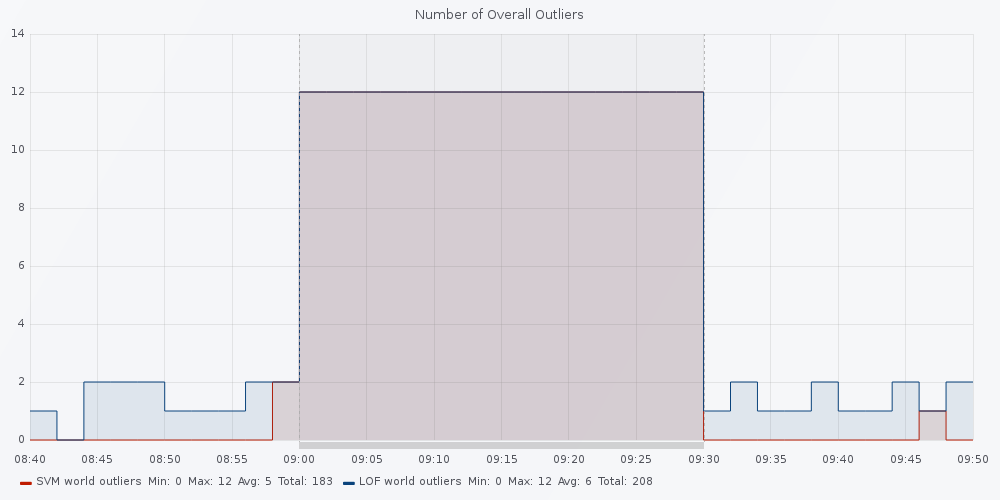 Number of Overall Outliers
14
12
10
8
6
4
2
0
08:40 08:45 08:50 08:55 09:00 09:05 09:10 09:15 09:20 09:25 09:30 09:35 09:40 09:45 09:50
SVM world outliers Min: 0 Max: 12 Avg: 5 Total: 183 LOF world outliers Min: 0 Max: 12 Avg: 6 Total: 208